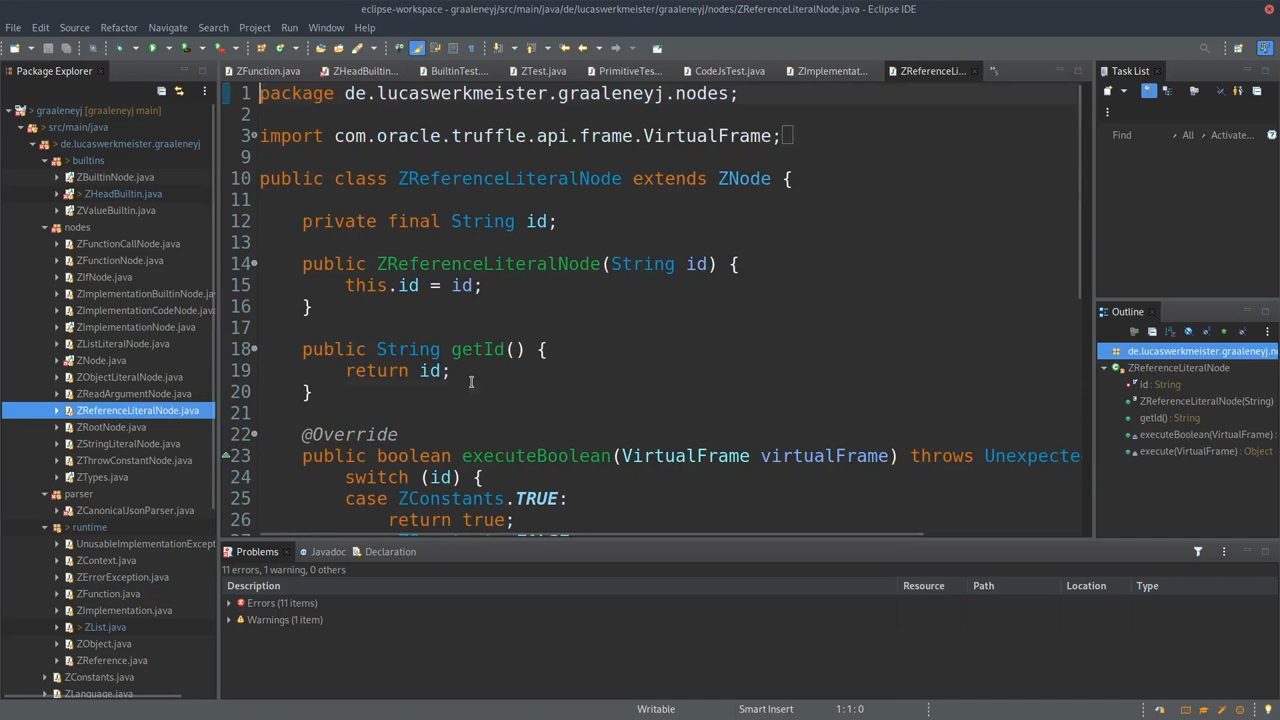 eclipse-workspace - graaleneyj/src/main/java/de/lucaswerkmeister/graaleneyj/nodes/ZReferenceLiteralNode.java - Eclipse IDE
File Edit Source Refactor Navigate Search Project Run Window Help
Package Explorer
graaleneyj [graaleneyj main]
src/main/java
de.lucaswerkmeister.graaleneyj
builtins
ZBuiltinNode.java
> ZHeadBuiltin.java
ZValueBuiltin.java
nodes
ZFunctionCallNode.java
ZFunctionNode.java
ZIfNode.java
ZImplementationBuiltinNode.jav
ZImplementationCodeNode.java
ZImplementationNode.java
ZListLiteralNode.java
ZNode.java
ZObjectLiteralNode.java
ZReadArgumentNode.java
ZReferenceLiteralNode.java
ZRootNode.java
ZStringLiteralNode.java
ZThrowConstantNode.java
ZTypes.java
parser
ZCanonicalJsonParser.java
> runtime
UnusableImplementationExcept
ZContext.java
ZErrorException.java
ZFunction.java
ZImplementation.java
> ZList.java
ZObject.java
ZReference.java
ZConstants.java
ZLanguage.java
ZFunction.java ZHeadBuiltin... BuiltinTest.... ZTest.java PrimitiveTes... CodeJsTest.java ZImplementat... ZReferenceLi...
1 package de.lucaswerkmeister.graaleneyj.nodes;
2
3 import com.oracle.truffle.api.frame.VirtualFrame;
9
10 public class ZReferenceLiteralNode extends ZNode {
11
12 private final String id;
13
14 public ZReferenceLiteralNode(String id) {
15 this.id = id;
16 }
17
18 public String getId() {
19 return id;
20 }
21
22 @Override
23 public boolean executeBoolean(VirtualFrame virtualFrame) throws Unexpecte
24 switch (id) {
25 case ZConstants.TRUE:
26 return true;
Problems Javadoc Declaration
11 errors, 1 warning, 0 others
Description Resource Path Location Type
Errors (11 items)
Warnings (1 item)
Task List
Find All Activate...
Outline
de.lucaswerkmeister.graaleneyj.n
ZReferenceLiteralNode
id : String
ZReferenceLiteralNode(String)
getId() : String
executeBoolean(VirtualFrame)
execute(VirtualFrame) : Object
Writable Smart Insert 1:1:0